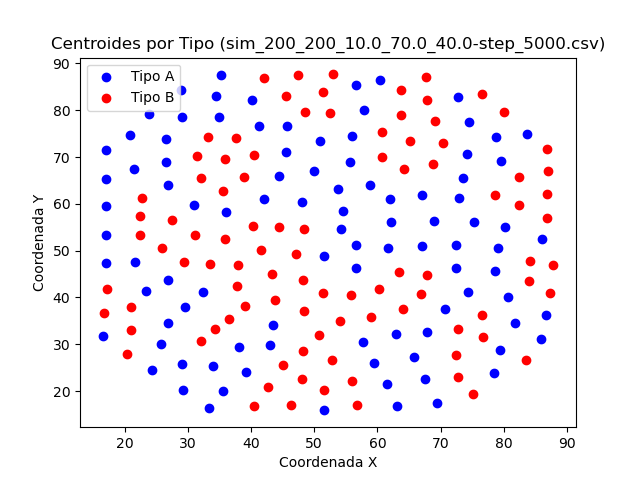 Centroides por Tipo (sim_200_200_10.0_70.0_40.0-step_5000.csv)
Tipo A
Tipo B
90
80
70
60
50
40
30
20
Coordenada Y
20 30 40 50 60 70 80 90
Coordenada X